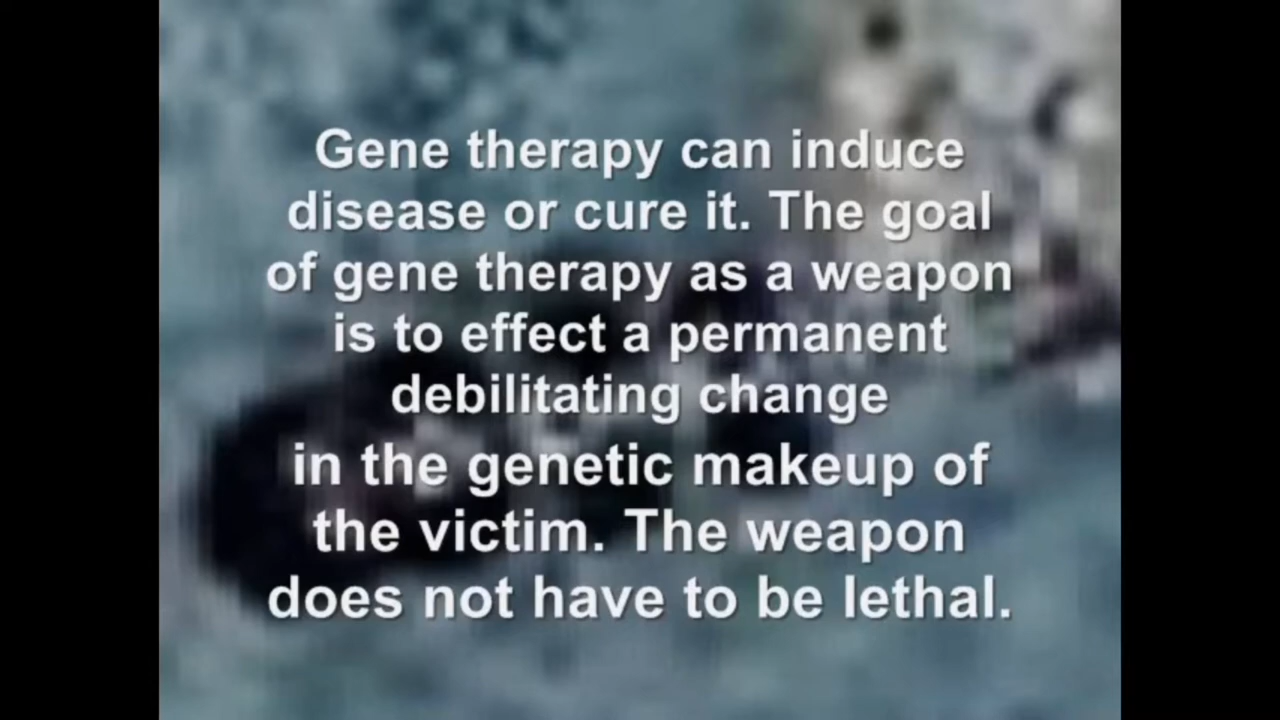 Gene therapy can induce
disease or cure it. The goal
of gene therapy as a weapon
is to effect a permanent
debilitating change
in the genetic makeup of
the victim. The weapon
does not have to be lethal.